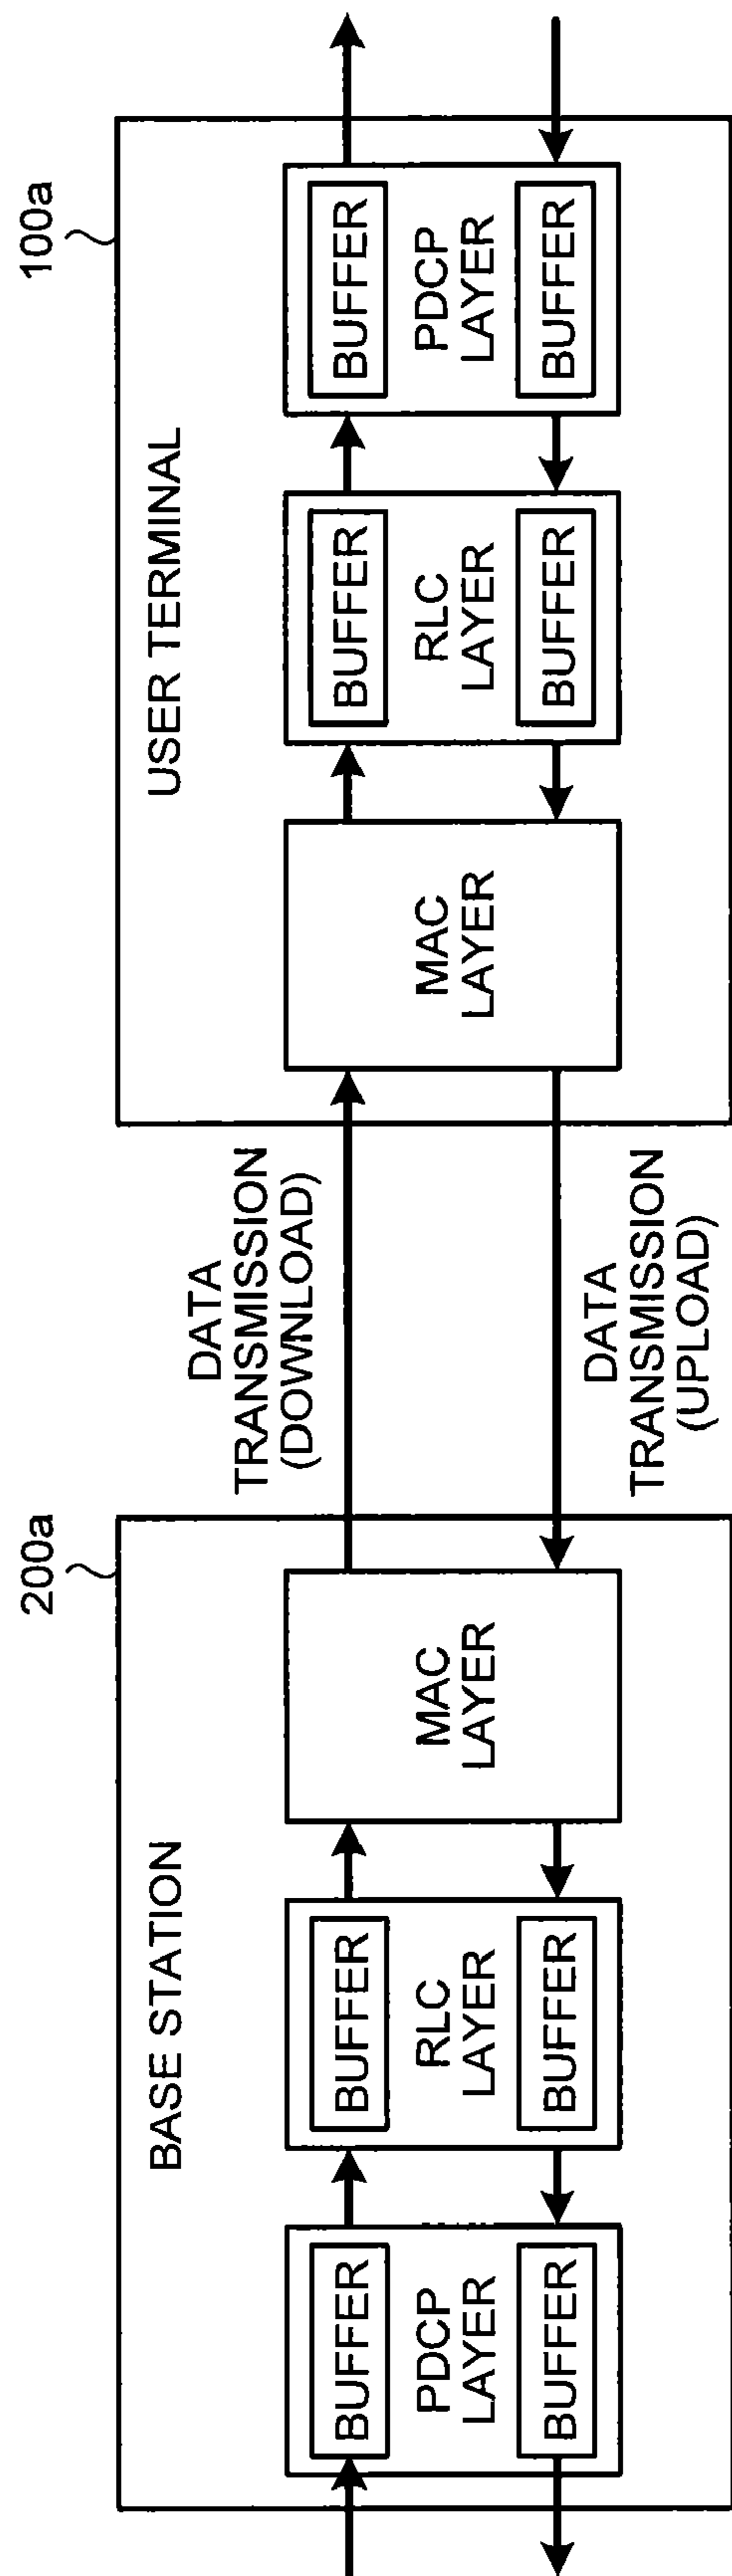 200a
BASE STATION
BUFFER
PDCP
LAYER
BUFFER
BUFFER
RLC
LAYER
BUFFER
MAC
LAYER
DATA
TRANSMISSION
(DOWNLOAD)
DATA
TRANSMISSION
(UPLOAD)
100a
USER TERMINAL
MAC
LAYER
BUFFER
RLC
LAYER
BUFFER
BUFFER
PDCP
LAYER
BUFFER